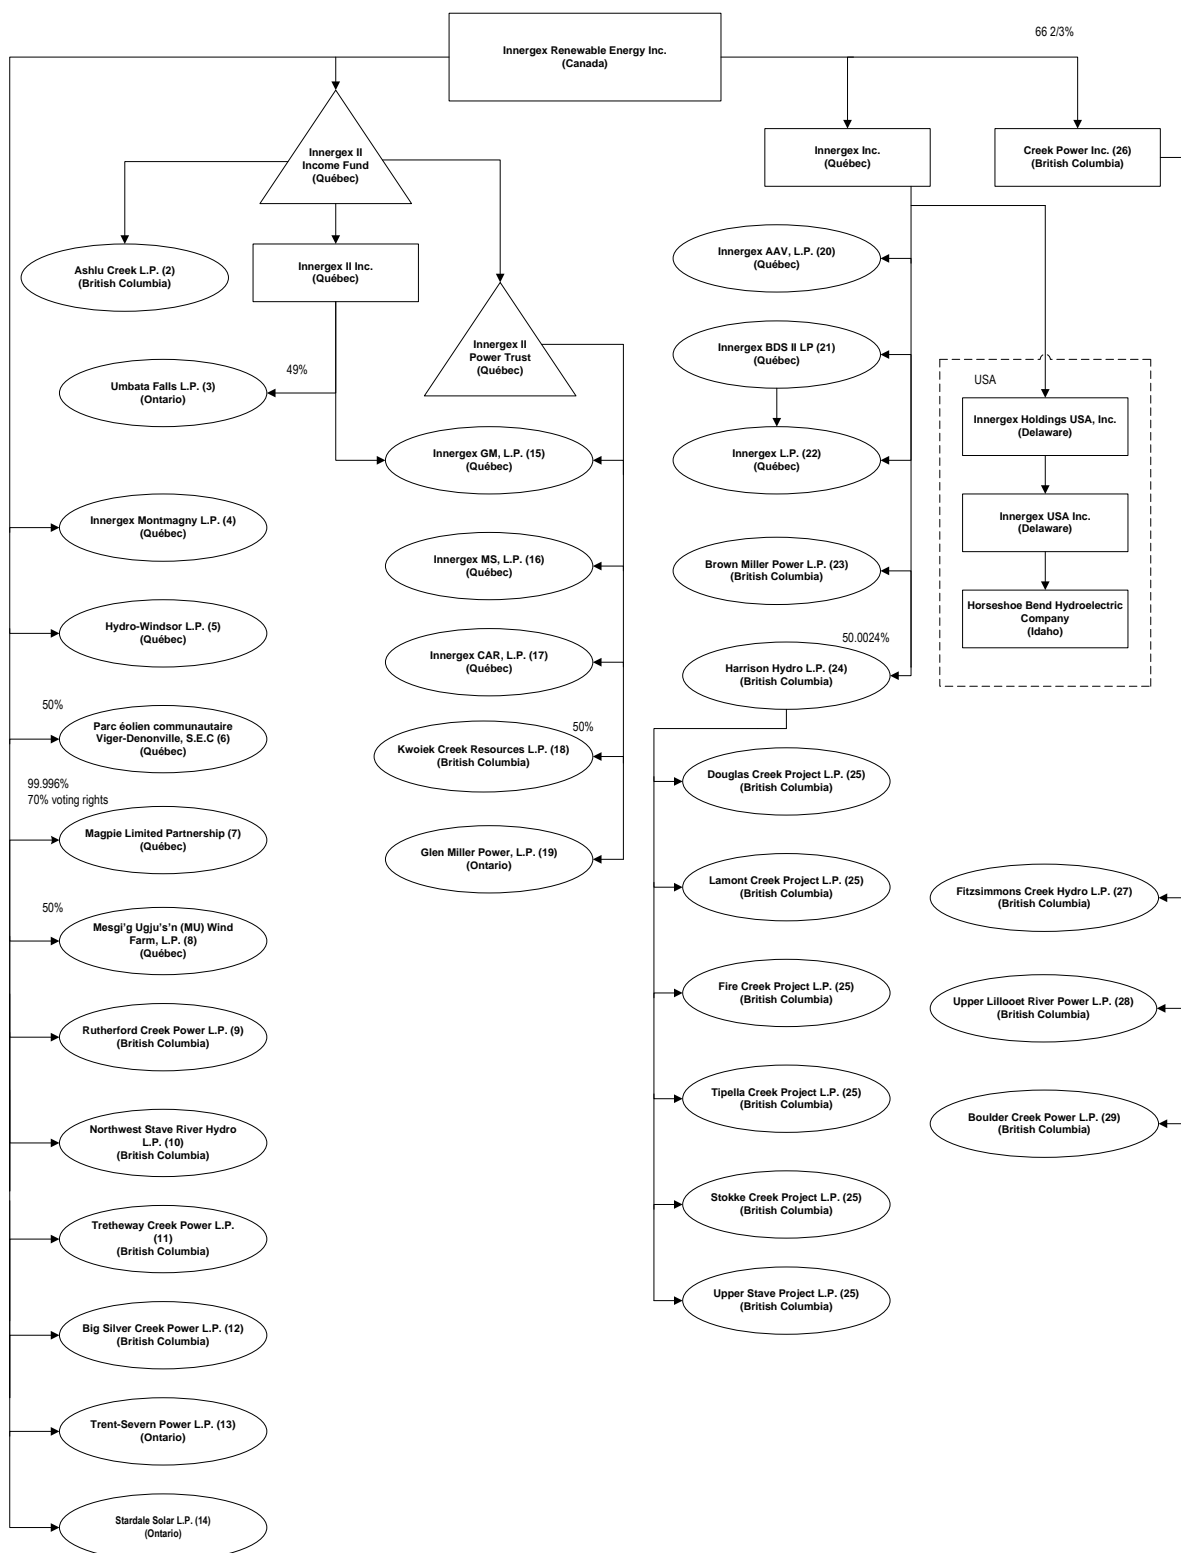 66 2/3%
Innergex Renewable Energy Inc.
(Canada)
Innergex II
Income Fund
(Québec)
Innergex Inc.
(Québec)
Creek Power Inc. (26)
(British Columbia)
Ashlu Creek L.P. (2)
(British Columbia)
Innergex II Inc.
(Québec)
Innergex AAV, L.P. (20)
(Québec)
Innergex II
Power Trust
(Québec)
Innergex BDS II LP (21)
(Québec)
49%
Umbata Falls L.P. (3)
(Ontario)
USA
Innergex Holdings USA, Inc.
(Delaware)
Innergex GM, L.P. (15)
(Québec)
Innergex L.P. (22)
(Québec)
Innergex Montmagny L.P. (4)
(Québec)
Innergex USA Inc.
(Delaware)
Innergex MS, L.P. (16)
(Québec)
Brown Miller Power L.P. (23)
(British Columbia)
Horseshoe Bend Hydroelectric
Company
(Idaho)
Hydro-Windsor L.P. (5)
(Québec)
Innergex CAR, L.P. (17)
(Québec)
50.0024%
Harrison Hydro L.P. (24)
(British Columbia)
50%
Parc éolien communautaire
Viger-Denonville, S.E.C (6)
(Québec)
50%
Kwoiek Creek Resources L.P. (18)
(British Columbia)
Douglas Creek Project L.P. (25)
(British Columbia)
99.996%
70% voting rights
Magpie Limited Partnership (7)
(Québec)
Glen Miller Power, L.P. (19)
(Ontario)
Lamont Creek Project L.P. (25)
(British Columbia)
Fitzsimmons Creek Hydro L.P. (27)
(British Columbia)
50%
Mesgi'g Ugju's'n (MU) Wind
Farm, L.P. (8)
(Québec)
Fire Creek Project L.P. (25)
(British Columbia)
Upper Lillooet River Power L.P. (28)
(British Columbia)
Rutherford Creek Power L.P. (9)
(British Columbia)
Tipella Creek Project L.P. (25)
(British Columbia)
Boulder Creek Power L.P. (29)
(British Columbia)
Northwest Stave River Hydro
L.P. (10)
(British Columbia)
Stokke Creek Project L.P. (25)
(British Columbia)
Tretheway Creek Power L.P.
(11)
(British Columbia)
Upper Stave Project L.P. (25)
(British Columbia)
Big Silver Creek Power L.P. (12)
(British Columbia)
Trent-Severn Power L.P. (13)
(Ontario)
Stardale Solar L.P. (14)
(Ontario)